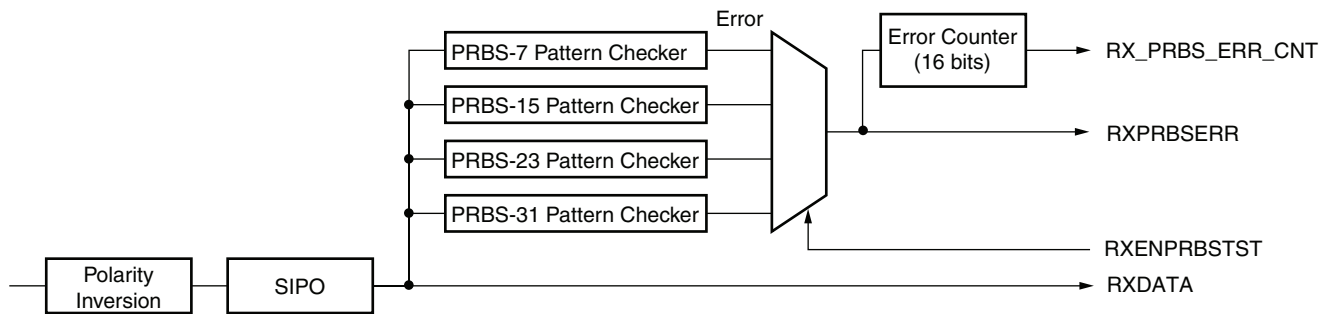 Error
PRBS-7 Pattern Checker
Error Counter
(16 bits)
RX_PRBS_ERR_CNT
PRBS-15 Pattern Checker
RXPRBSERR
PRBS-23 Pattern Checker
PRBS-31 Pattern Checker
RXENPRBSTST
Polarity
Inversion
SIPO
RXDATA